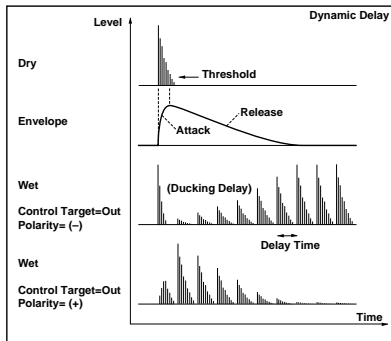 Dynamic Delay
Level
Dry
Threshold
Envelope
Attack
Release
Wet
(Ducking Delay)
Control Target=Out
Polarity= (–)
Delay Time
Wet
Control Target=Out
Polarity= (+)
Time